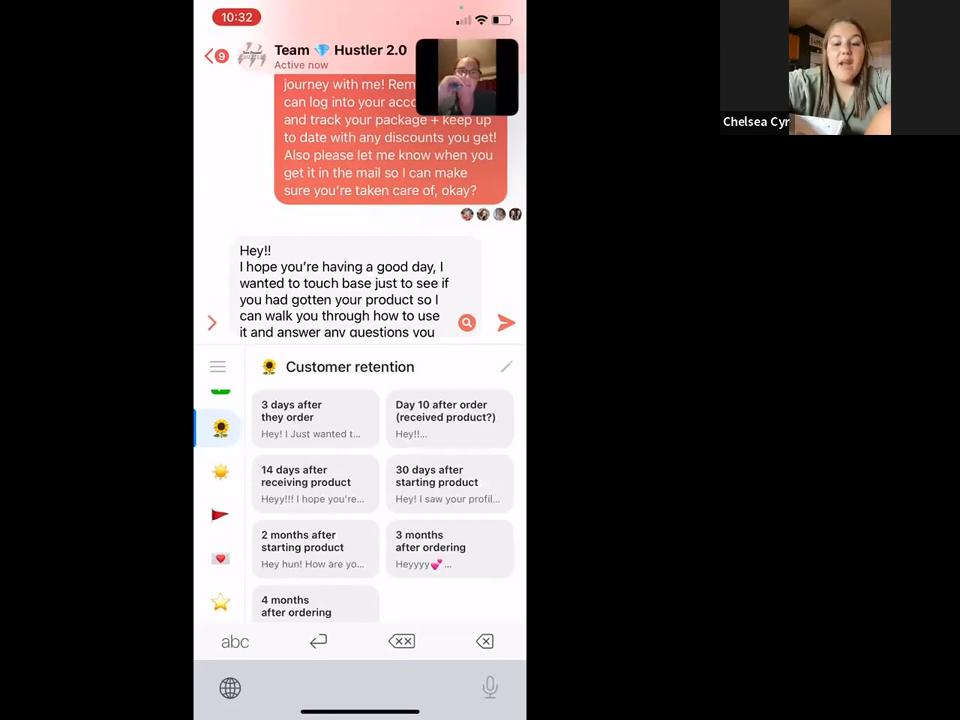 10:32
9
Team 💎 Hustler 2.0
Active now
journey with me! Rem
can log into your acco
and track your package + keep up
to date with any discounts you get!
Also please let me know when you
get it in the mail so I can make
sure you're taken care of, okay?
Hey!!
I hope you're having a good day, I
wanted to touch base just to see if
you had gotten your product so I
can walk you through how to use
it and answer any questions you
🌻 Customer retention
3 days after
they order
Hey! I Just wanted t...
Day 10 after order
(received product?)
Hey!!...
14 days after
receiving product
Heyy!!! I hope you're...
30 days after
starting product
Hey! I saw your profil...
2 months after
starting product
Hey hun! How are yo...
3 months
after ordering
Heyyyy💕 ...
4 months
after ordering
abc
Chelsea Cyr